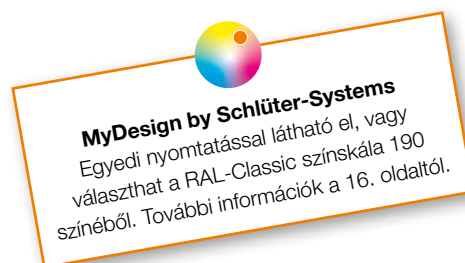 MyDesign by Schlüter-Systems
Egyedi nyomtatással látható el, vagy
választhat a RAL-Classic színskála 190
színéből. További információk a 16. oldaltól.